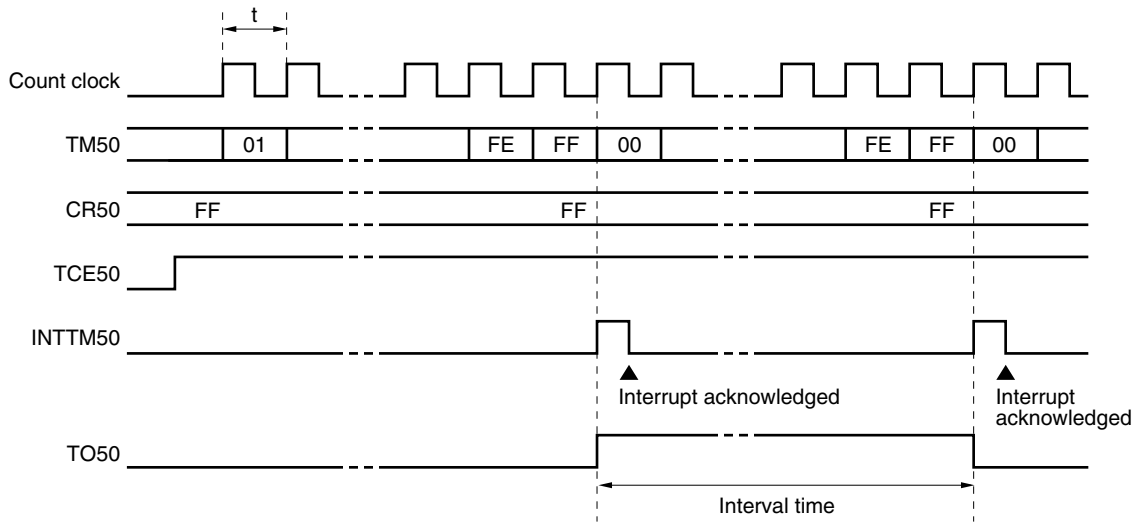 t
Count clock
TM50 01 FE FF 00 FE FF 00
CR50 FF FF FF
TCE50
INTTM50
Interrupt acknowledged
Interrupt
acknowledged
TO50
Interval time